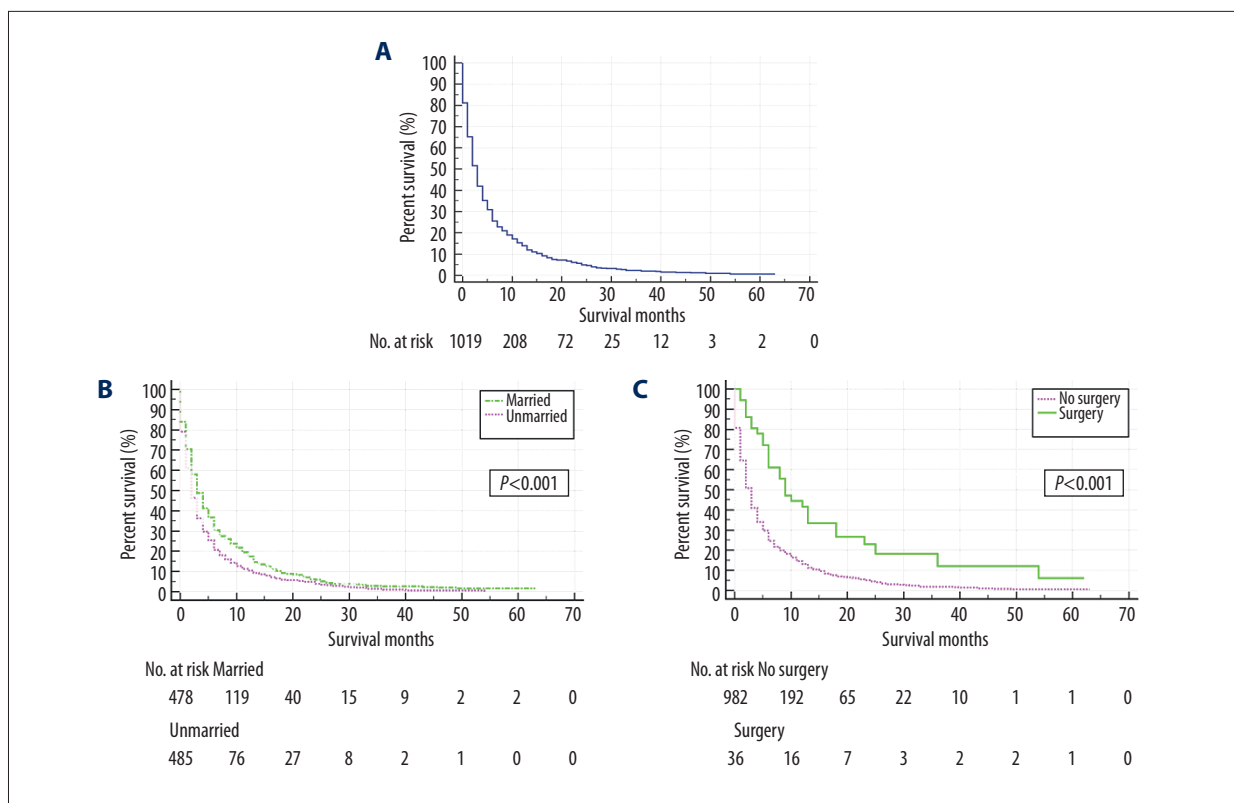 A
100
90
80
70
60
50
40
30
20
10
0
Percent survival (%)
0 10 20 30 40 50 60 70
Survival months
No. at risk 1019 208 72 25 12 3 2 0
B
100
90
80
70
60
50
40
30
20
10
0
Percent survival (%)
Married
Unmarried
P<0.001
0 10 20 30 40 50 60 70
Survival months
No. at risk Married
478 119 40 15 9 2 2 0
Unmarried
485 76 27 8 2 1 0 0
C
100
90
80
70
60
50
40
30
20
10
0
Percent survival (%)
No surgery
Surgery
P<0.001
0 10 20 30 40 50 60 70
Survival months
No. at risk No surgery
982 192 65 22 10 1 1 0
Surgery
36 16 7 3 2 2 1 0